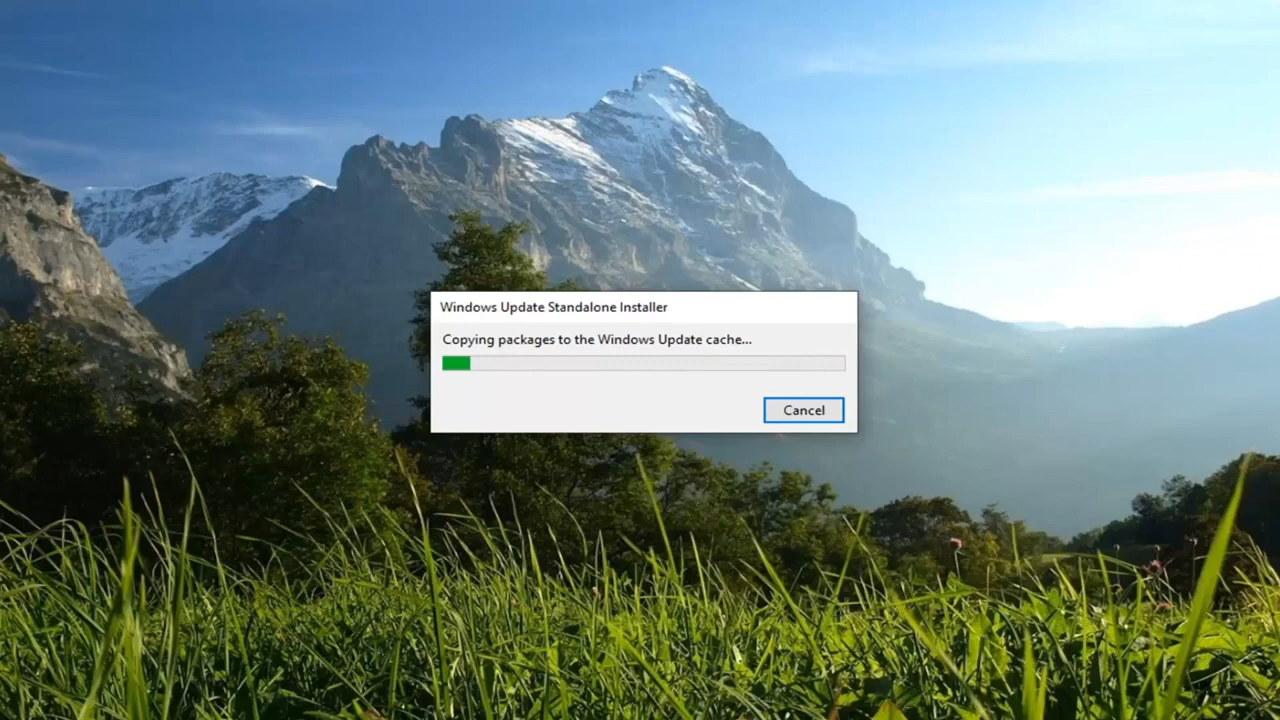 Windows Update Standalone Installer
Copying packages to the Windows Update cache...
Cancel